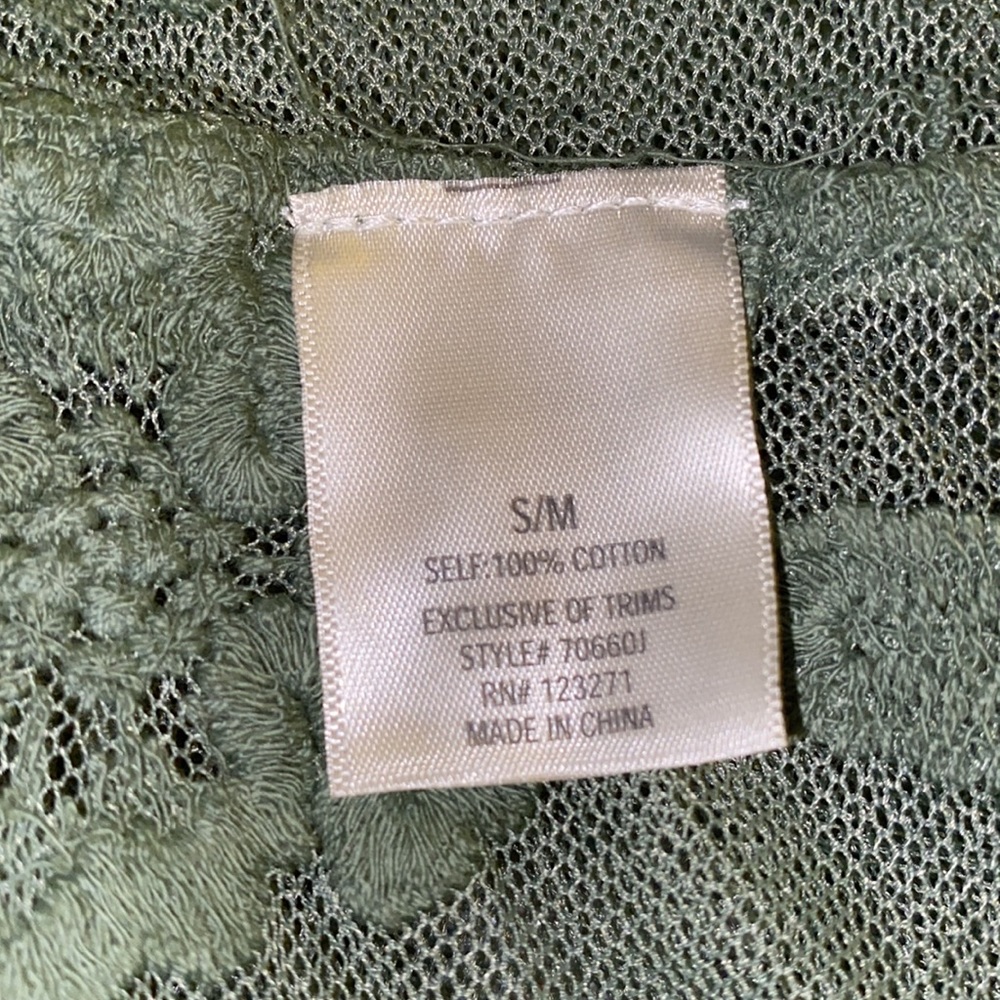 S/M
SELF:100% COTTON
EXCLUSIVE OF TRIMS
STYLE# 70660J
RN# 123271
MADE IN CHINA